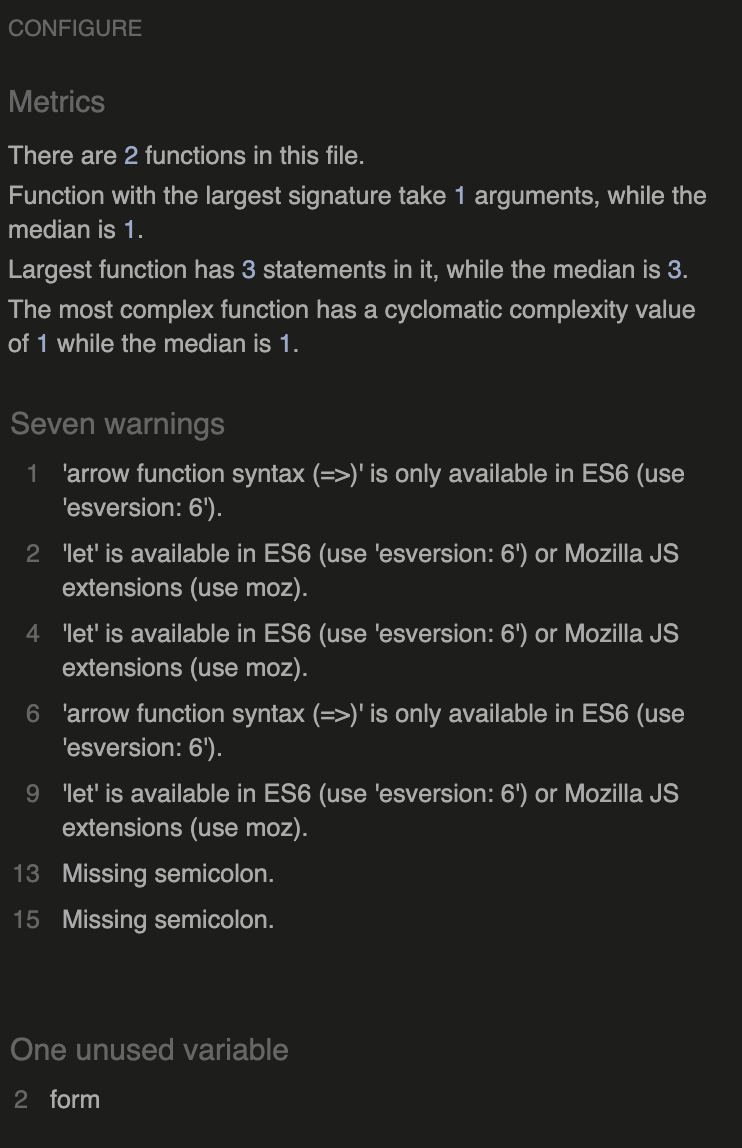 CONFIGURE
Metrics
There are 2 functions in this file.
Function with the largest signature take 1 arguments, while the
median is 1.
Largest function has 3 statements in it, while the median is 3.
The most complex function has a cyclomatic complexity value
of 1 while the median is 1.
Seven warnings
1 'arrow function syntax (=>)' is only available in ES6 (use
'esversion: 6').
2 'let' is available in ES6 (use 'esversion: 6') or Mozilla JS
extensions (use moz).
4 'let' is available in ES6 (use 'esversion: 6') or Mozilla JS
extensions (use moz).
6 'arrow function syntax (=>)' is only available in ES6 (use
'esversion: 6').
9 'let' is available in ES6 (use 'esversion: 6') or Mozilla JS
extensions (use moz).
13 Missing semicolon.
15 Missing semicolon.
One unused variable
2 form